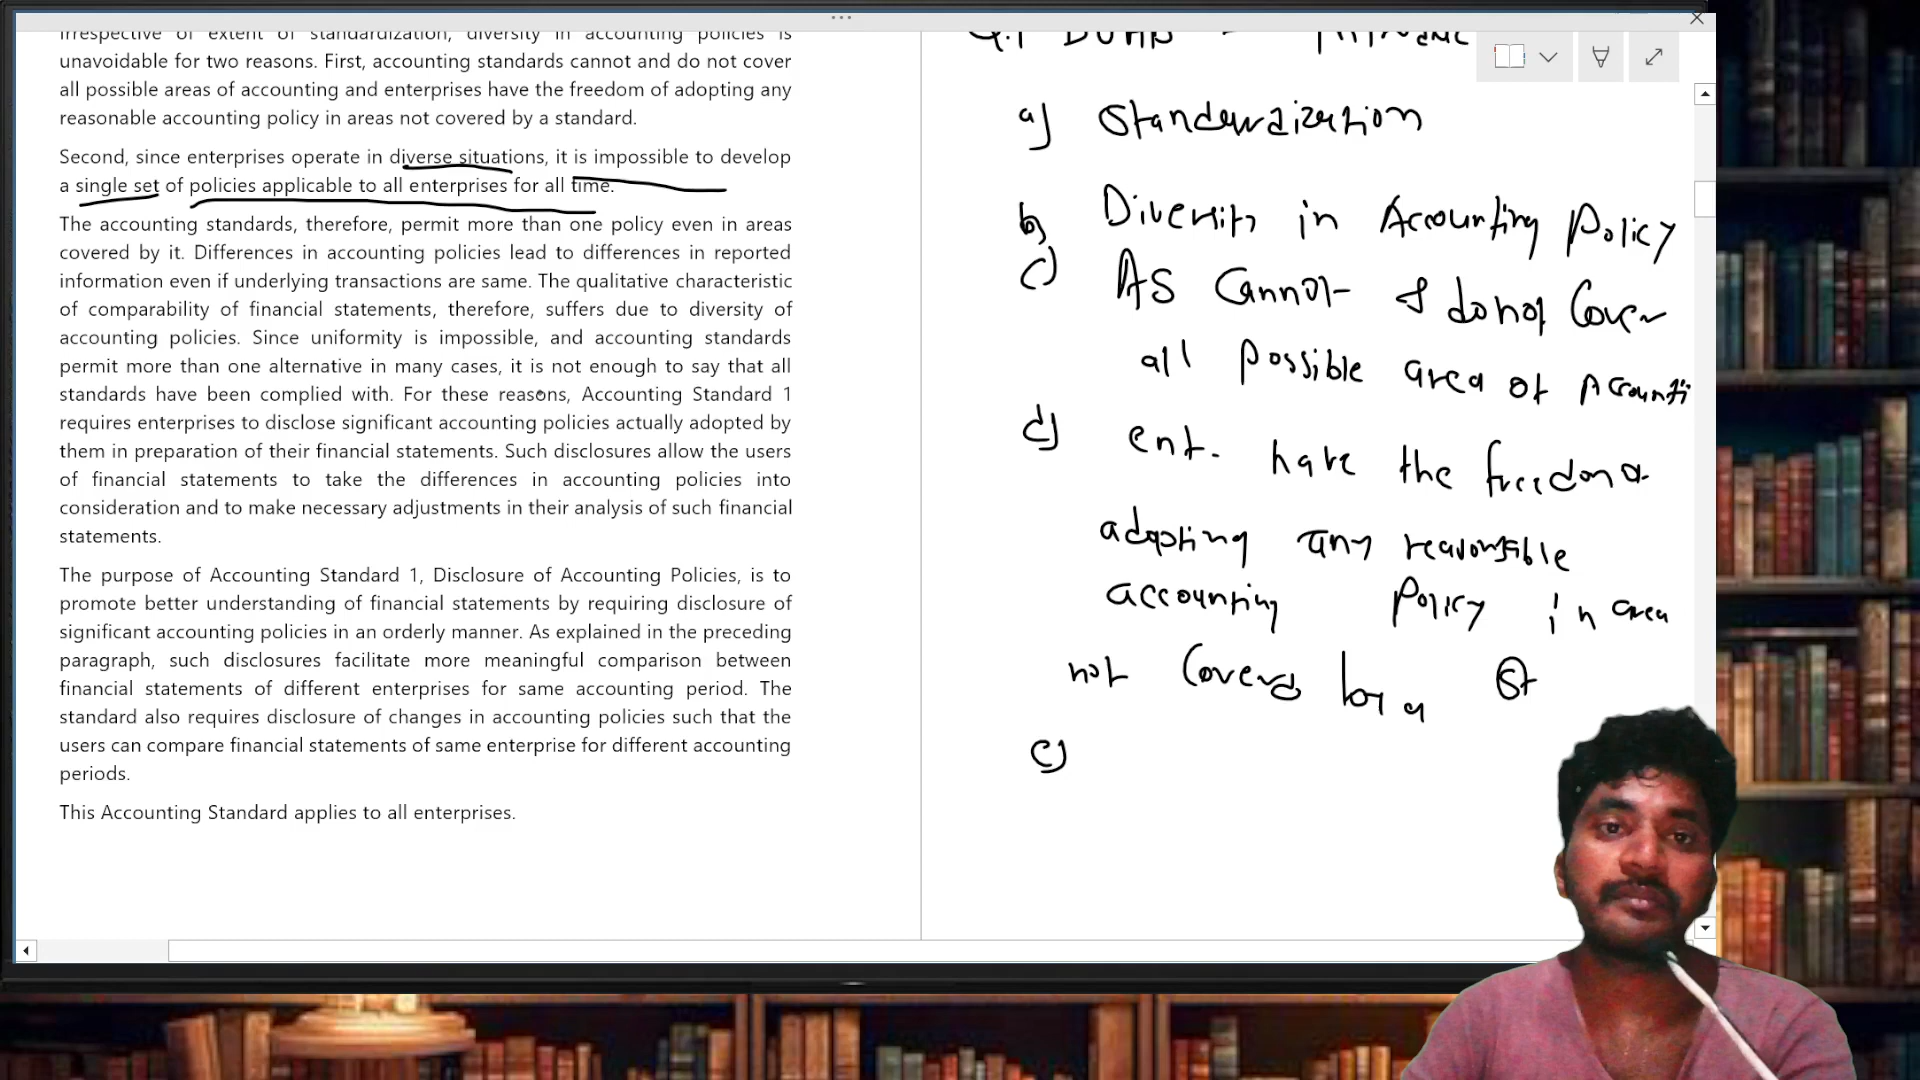 Irrespective of extent of standardization, diversity in accounting policies is
unavoidable for two reasons. First, accounting standards cannot and do not cover
all possible areas of accounting and enterprises have the freedom of adopting any
reasonable accounting policy in areas not covered by a standard.
Second, since enterprises operate in diverse situations, it is impossible to develop
a single set of policies applicable to all enterprises for all time.
The accounting standards, therefore, permit more than one policy even in areas
covered by it. Differences in accounting policies lead to differences in reported
information even if underlying transactions are same. The qualitative characteristic
of comparability of financial statements, therefore, suffers due to diversity of
accounting policies. Since uniformity is impossible, and accounting standards
permit more than one alternative in many cases, it is not enough to say that all
standards have been complied with. For these reasons, Accounting Standard 1
requires enterprises to disclose significant accounting policies actually adopted by
them in preparation of their financial statements. Such disclosures allow the users
of financial statements to take the differences in accounting policies into
consideration and to make necessary adjustments in their analysis of such financial
statements.
The purpose of Accounting Standard 1, Disclosure of Accounting Policies, is to
promote better understanding of financial statements by requiring disclosure of
significant accounting policies in an orderly manner. As explained in the preceding
paragraph, such disclosures facilitate more meaningful comparison between
financial statements of different enterprises for same accounting period. The
standard also requires disclosure of changes in accounting policies such that the
users can compare financial statements of same enterprise for different accounting
periods.
This Accounting Standard applies to all enterprises.
a) Standardization
b) Diversity in Accounting Policy
c) AS Cannot & do not Cover
all possible area of Accounti
d) ent. have the freedom of
adopting any reasonable
accounting Policy in area
not Covered by a St
e)